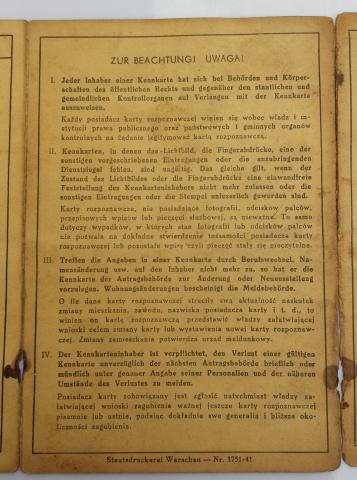 ZUR BEACHTUNG! UWAGA!
I. Jeder Inhaber einer Kennkarte hat sich bei Behörden und Körper-
schaften des öffentlichen Rechts und gegenüber den staatlichen und
gemeindlichen Kontrollorganen auf Verlangen mit der Kennkarte
auszuweisen.
Każdy posiadacz karty rozpoznawczej winien się wobec władz i in-
stytucji prawa publicznego oraz państwowych i gminnych organów
kontrolnych na żądanie legitymować kartą rozpoznawczą.
II. Kennkarten, in denen das Lichtbild, die Fingerabdrücke, eine der
sonstigen vorgeschriebenen Eintragungen oder die anzubringenden
Dienstsiegel fehlen, sind ungültig. Das gleiche gilt, wenn der
Zustand des Lichtbildes oder die Fingerabdrücke eine einwandfreie
Feststellung des Kennkarteninhabers nicht mehr zulassen oder die
sonstigen Eintragungen oder die Stempel unleserlich geworden sind.
Karty rozpoznawcze, nie posiadające fotografii, odcisków palców,
przepisowych wpisów lub pieczęci służbowej, są nieważne. To samo
dotyczy wypadków, w których stan fotografii lub odcisków palców
nie pozwala na dokładne stwierdzenie tożsamości posiadacza karty
rozpoznawczej lub pozostałe wpisy czyli pieczęć stały się nieczytelne.
III. Treffen die Angaben in einer Kennkarte durch Berufswechsel, Na-
mensänderung usw. auf den Inhaber nicht mehr zu, so hat er die
Kennkarte der Antragsbehörde zur Änderung oder Neuausstellung
vorzulegen. Wohnungsänderungen bescheinigt die Meldebehörde.
O ile dane karty rozpoznawczej straciły swą aktualność naskutek
zmiany mieszkania, zawodu, nazwiska posiadacza karty i t. d., to
winien on kartę rozpoznawczą przedstawić władzy załatwiającej
wnioski celem zmiany karty lub wystawienia nowej karty rozpoznaw-
czej. Zmiany zamieszkania potwierdza urząd meldunkowy.
IV. Der Kennkarteninhaber ist verpflichtet, den Verlust einer gültigen
Kennkarte unverzüglich der nächsten Antragsbehörde brieflich oder
mündlich unter genauer Angabe seiner Personalien und der näheren
Umstände des Verlustes zu melden.
Posiadacz karty zobowiązany jest zgłosić natychmiast władzy za-
łatwiającej wnioski zagubienia ważnej jeszcze karty rozpoznawczej
pisemnie lub ustnie, podając dokładnie swe generalia i bliższe oko-
liczności zagubienia.
Staatsdruckerei Warschau — Nr. 3751-41.